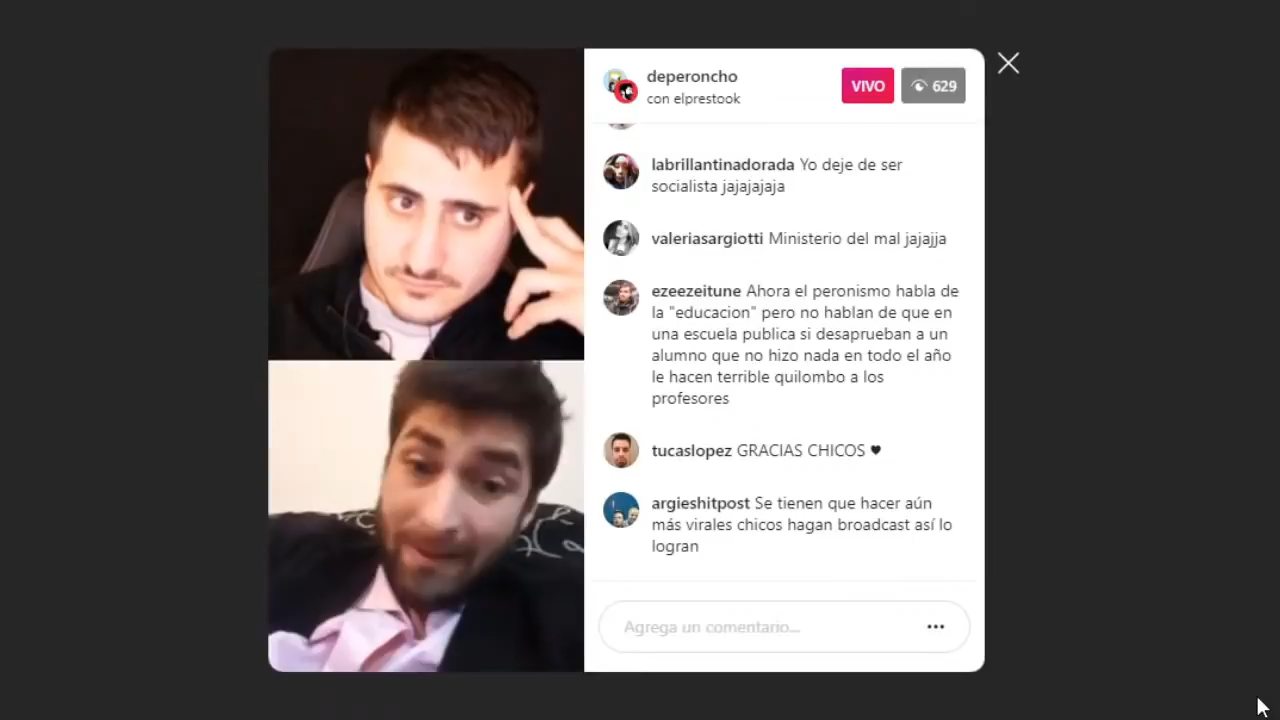 deperoncho
con elprestook
VIVO
629
labrillantinadorada Yo deje de ser
socialista jajajajaja
valeriasargiotti Ministerio del mal jajajja
ezeezeitune Ahora el peronismo habla de
la "educacion" pero no hablan de que en
una escuela publica si desaprueban a un
alumno que no hizo nada en todo el año
le hacen terrible quilombo a los
profesores
tucaslopez GRACIAS CHICOS ♥
argieshitpost Se tienen que hacer aún
más virales chicos hagan broadcast así lo
logran
Agrega un comentario...